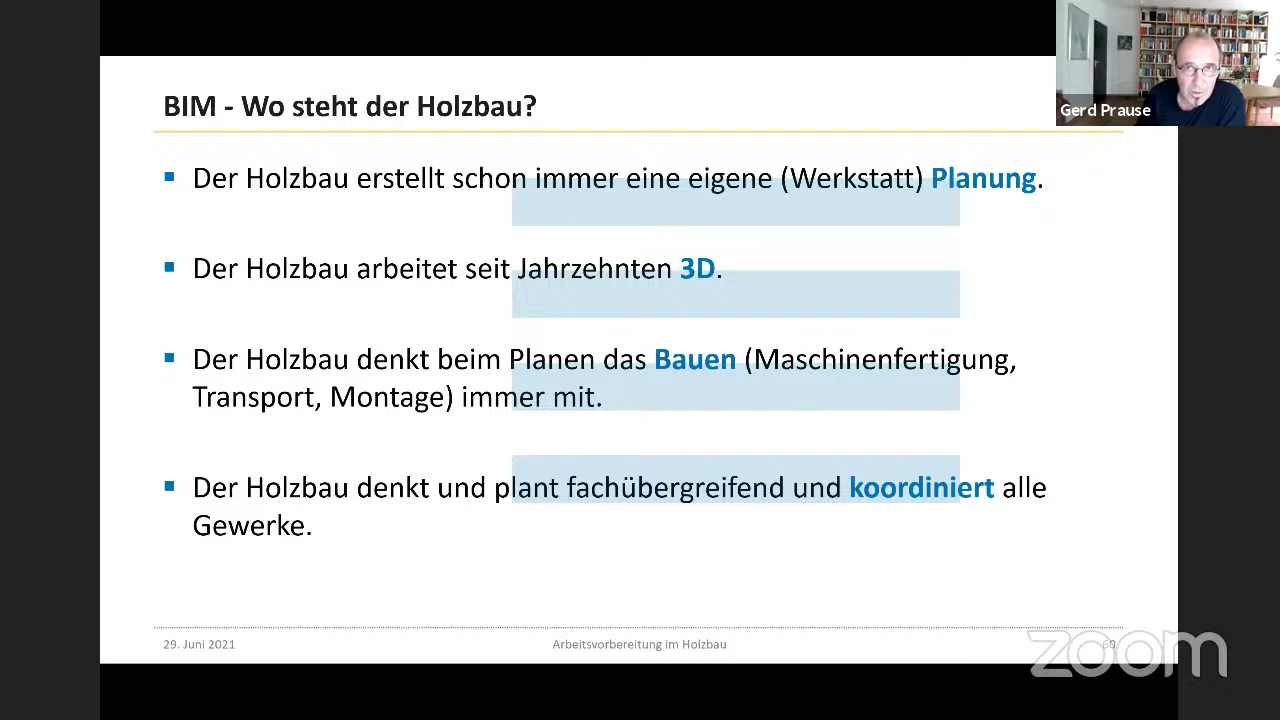 BIM - Wo steht der Holzbau?
Gerd Prause
▪ Der Holzbau erstellt schon immer eine eigene (Werkstatt) Planung.
▪ Der Holzbau arbeitet seit Jahrzehnten 3D.
▪ Der Holzbau denkt beim Planen das Bauen (Maschinenfertigung,
Transport, Montage) immer mit.
▪ Der Holzbau denkt und plant fachübergreifend und koordiniert alle
Gewerke.
29. Juni 2021
Arbeitsvorbereitung im Holzbau
60
zoom